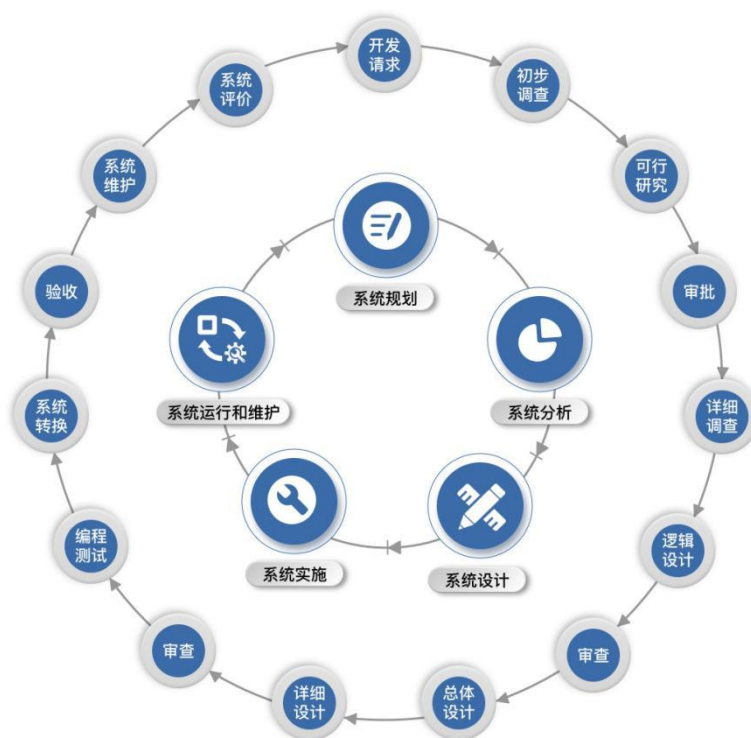 开发
请求
初步
调查
可行
研究
审批
详细
调查
逻辑
设计
审查
总体
设计
详细
设计
审查
编程
测试
系统
转换
验收
系统
维护
系统
评价
系统规划
系统分析
系统设计
系统实施
系统运行和维护